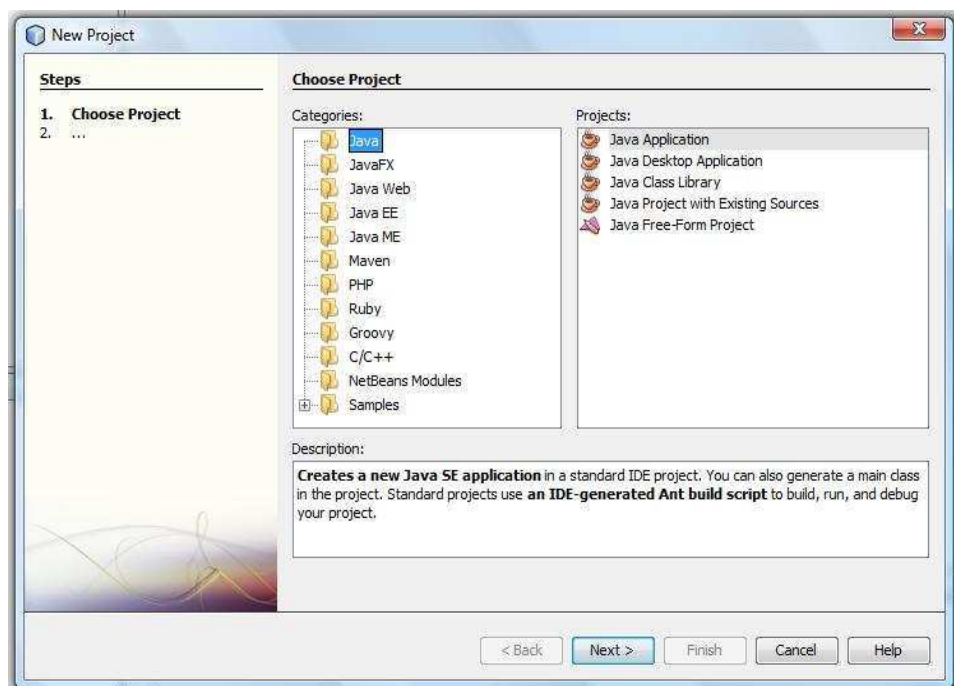 New Project
Steps
1. Choose Project
2. ...
Choose Project
Categories:
Java
JavaFX
Java Web
Java EE
Java ME
Maven
PHP
Ruby
Groovy
C/C++
NetBeans Modules
Samples
Projects:
Java Application
Java Desktop Application
Java Class Library
Java Project with Existing Sources
Java Free-Form Project
Description:
Creates a new Java SE application in a standard IDE project. You can also generate a main class
in the project. Standard projects use an IDE-generated Ant build script to build, run, and debug
your project.
< Back Next > Finish Cancel Help